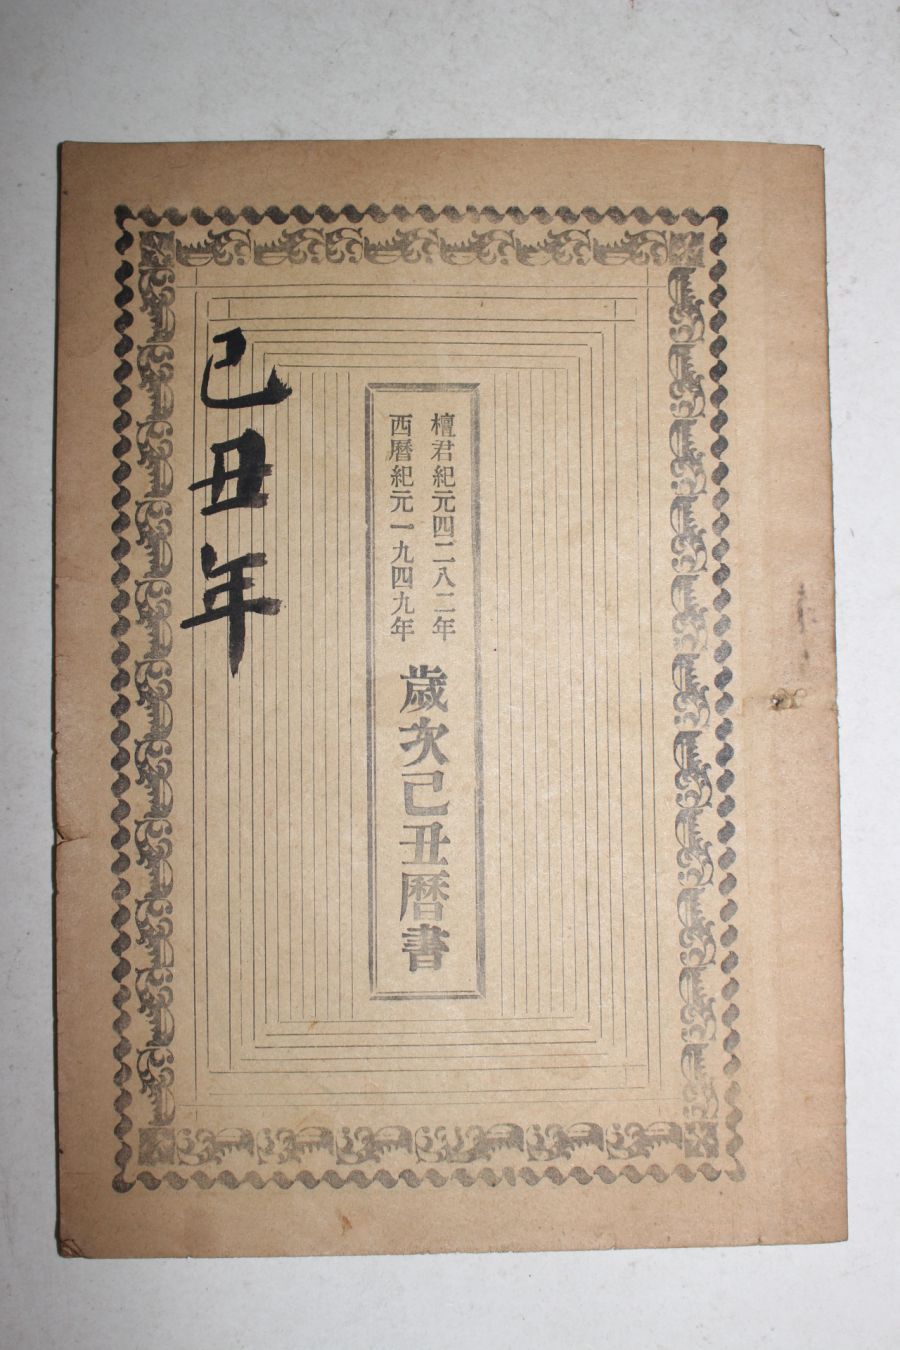 檀君紀元四二八二年
西曆紀元一九四九年
歲次己丑曆書
己丑年